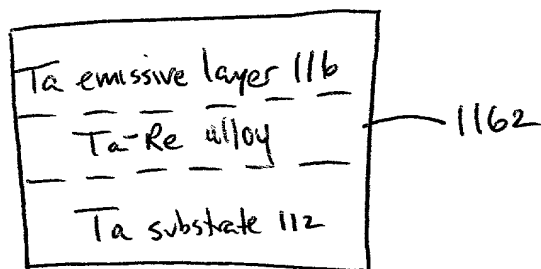 Ta emissive layer 116
Ta-Re alloy
1162
Ta substrate 112